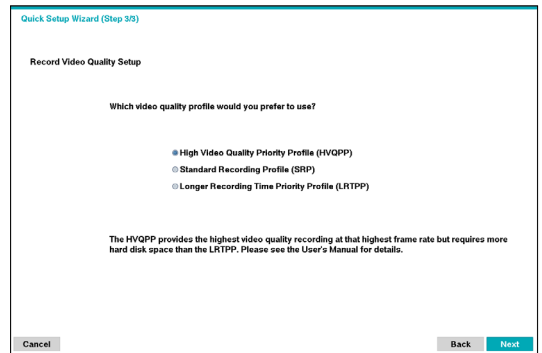 Quick Setup Wizard (Step 3/3)
Record Video Quality Setup
Which video quality profile would you prefer to use?
High Video Quality Priority Profile (HVQPP)
Standard Recording Profile (SRP)
Longer Recording Time Priority Profile (LRTPP)
The HVQPP provides the highest video quality recording at that highest frame rate but requires more
hard disk space than the LRTPP. Please see the User's Manual for details.
Cancel
Back
Next